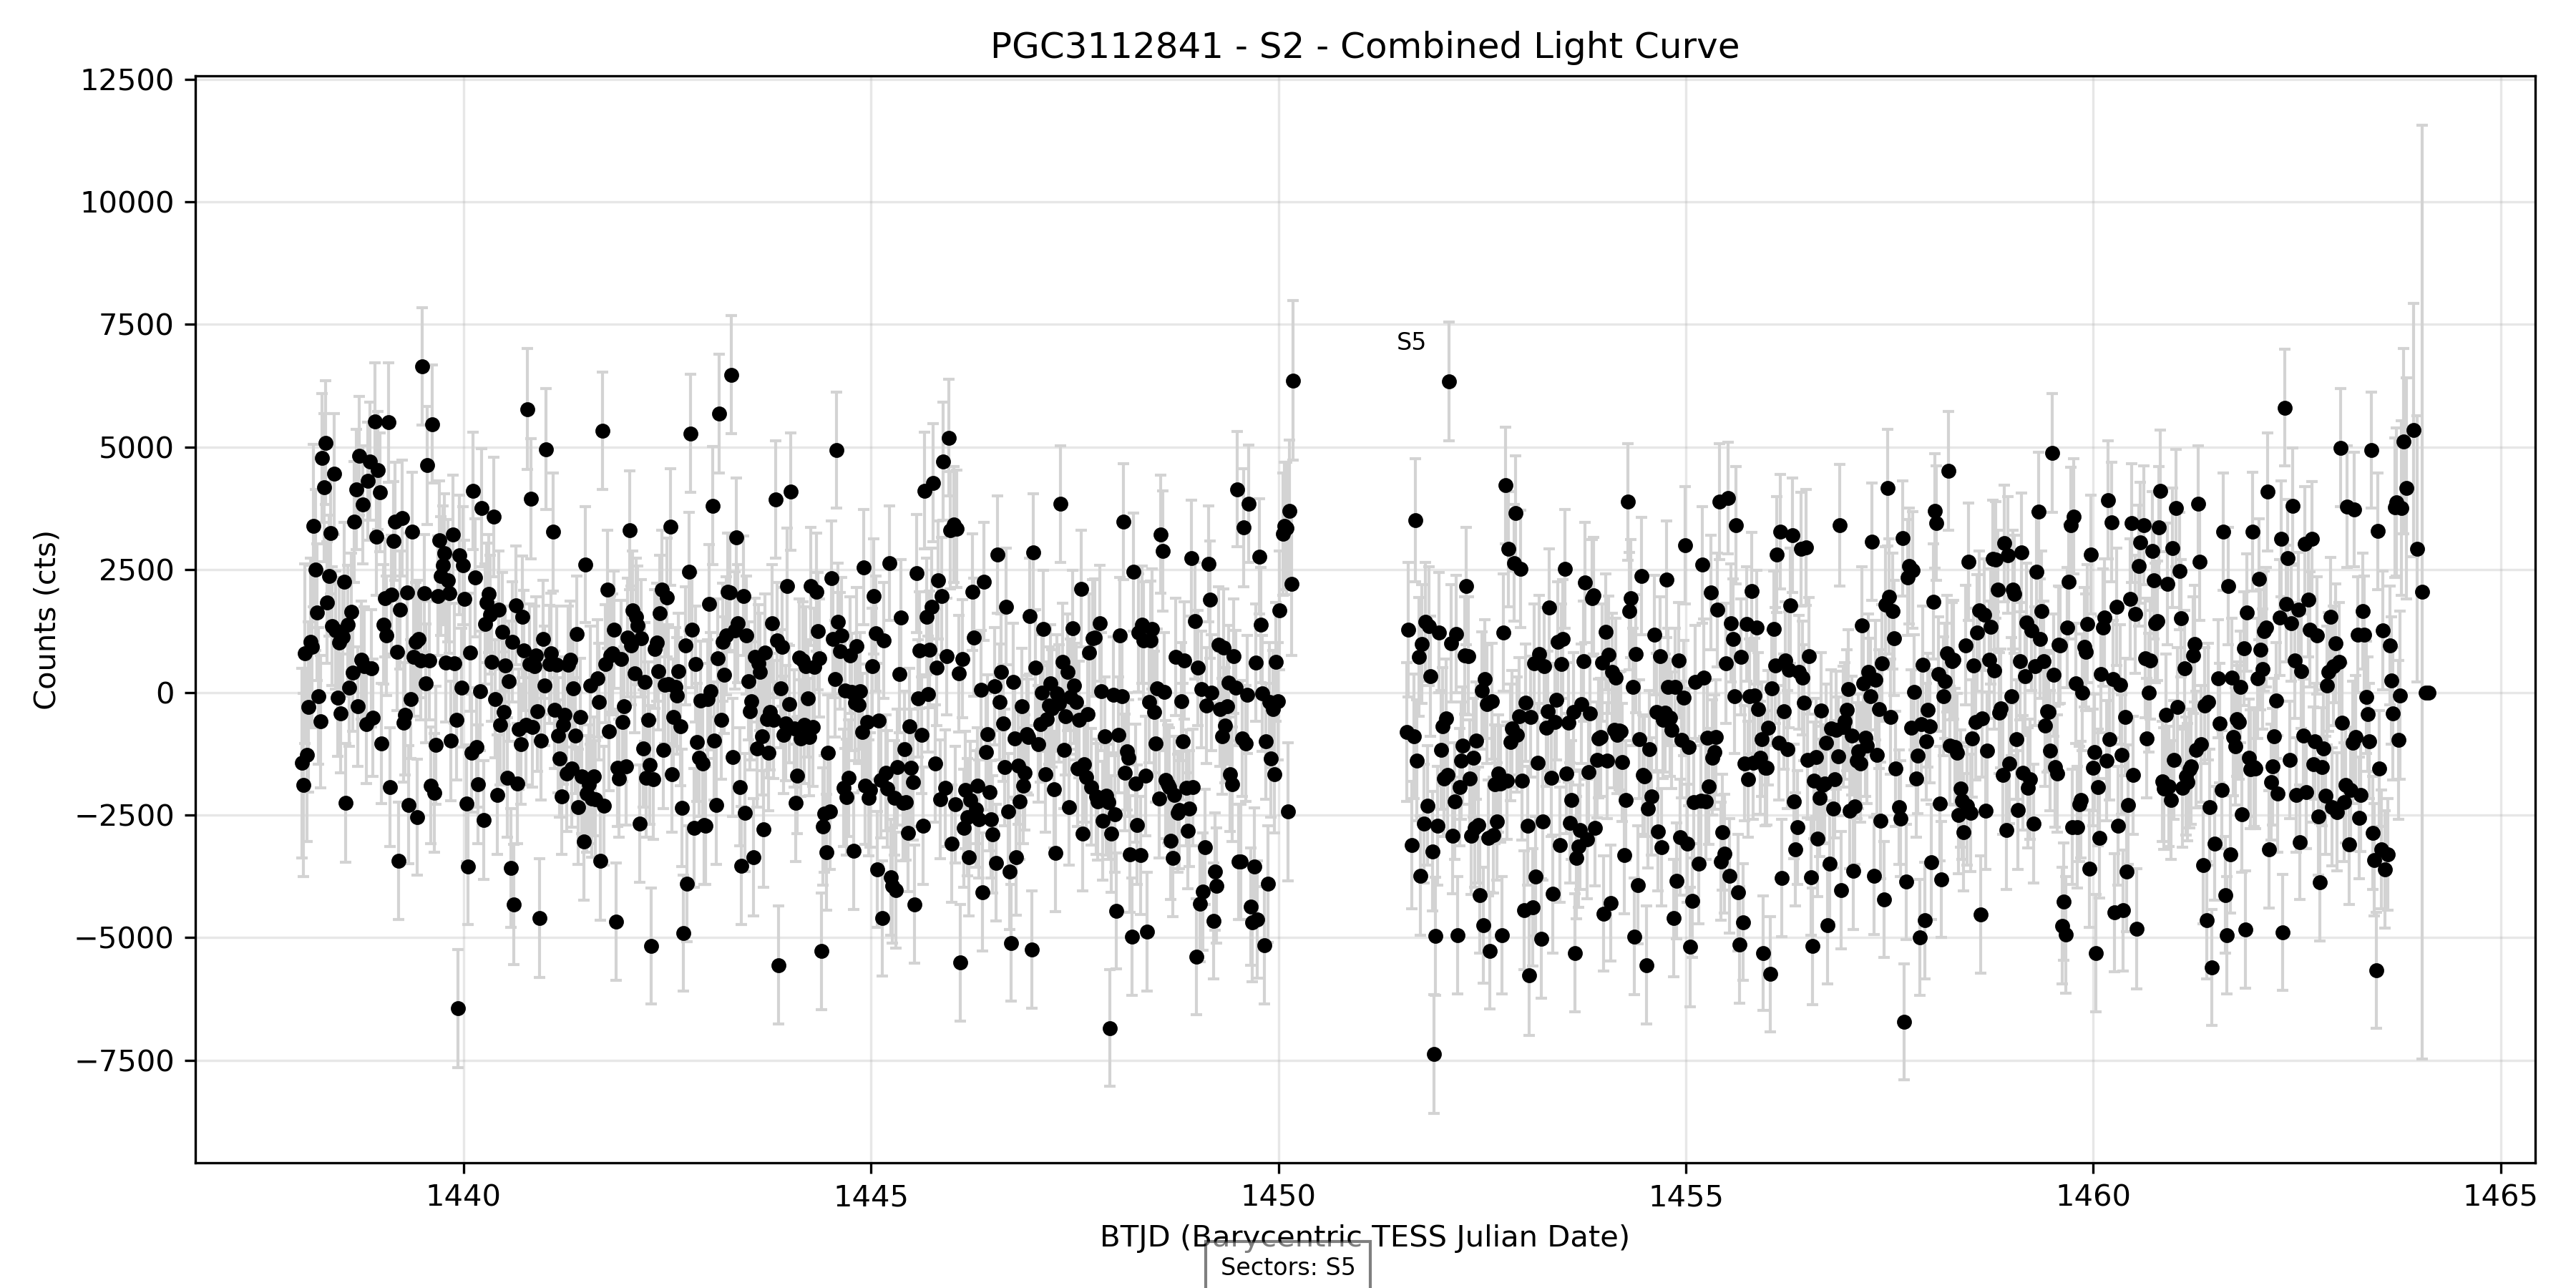 PGC3112841 - S2 - Combined Light Curve
12500
10000
7500
5000
2500
0
−2500
−5000
−7500
Counts (cts)
S5
1440 1445 1450 1455 1460 1465
BTJD (Barycentric TESS Julian Date)
Sectors: S5